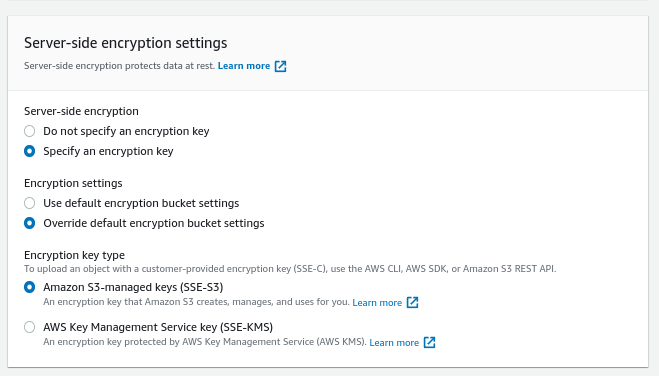 Server-side encryption settings
Server-side encryption protects data at rest. Learn more
Server-side encryption
Do not specify an encryption key
Specify an encryption key
Encryption settings
Use default encryption bucket settings
Override default encryption bucket settings
Encryption key type
To upload an object with a customer-provided encryption key (SSE-C), use the AWS CLI, AWS SDK, or Amazon S3 REST API.
Amazon S3-managed keys (SSE-S3)
An encryption key that Amazon S3 creates, manages, and uses for you. Learn more
AWS Key Management Service key (SSE-KMS)
An encryption key protected by AWS Key Management Service (AWS KMS). Learn more